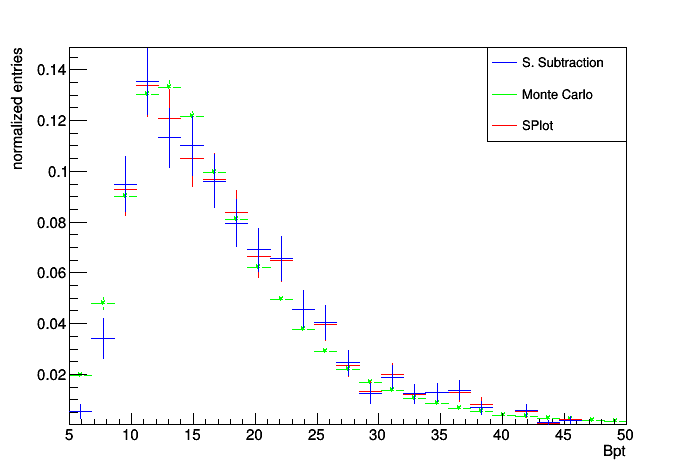 normalized entries
0.14
0.12
0.1
0.08
0.06
0.04
0.02
S. Subtraction
Monte Carlo
SPlot
5 10 15 20 25 30 35 40 45 50
Bpt